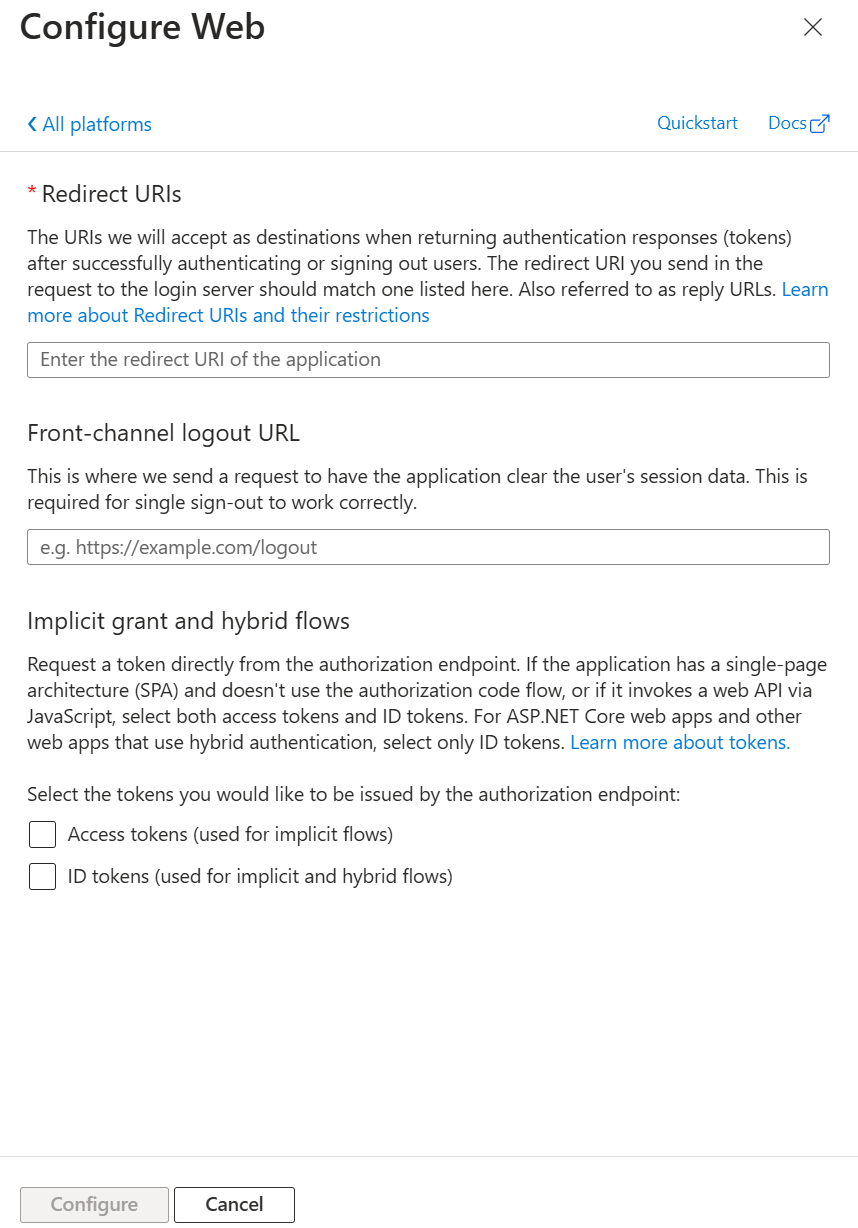 Configure Web
All platforms
Quickstart
Docs
* Redirect URIs
The URIs we will accept as destinations when returning authentication responses (tokens)
after successfully authenticating or signing out users. The redirect URI you send in the
request to the login server should match one listed here. Also referred to as reply URLs. Learn
more about Redirect URIs and their restrictions
Enter the redirect URI of the application
Front-channel logout URL
This is where we send a request to have the application clear the user's session data. This is
required for single sign-out to work correctly.
e.g. https://example.com/logout
Implicit grant and hybrid flows
Request a token directly from the authorization endpoint. If the application has a single-page
architecture (SPA) and doesn't use the authorization code flow, or if it invokes a web API via
JavaScript, select both access tokens and ID tokens. For ASP.NET Core web apps and other
web apps that use hybrid authentication, select only ID tokens. Learn more about tokens.
Select the tokens you would like to be issued by the authorization endpoint:
Access tokens (used for implicit flows)
ID tokens (used for implicit and hybrid flows)
Configure
Cancel